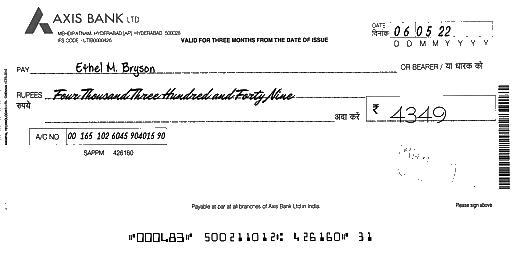 AXIS BANK LTD
MEHDIPATNAM, HYDERABAD [AP] HYDERABAD 500028
IFS CODE - UTIB0000426
VALID FOR THREE MONTHS FROM THE DATE OF ISSUE
DATE दिनांक 06 05 22
D D M M Y Y Y Y
PAY Ethel M. Bryson OR BEARER / या धारक को
RUPEES रुपये Four Thousand Three Hundred and Forty Nine
अदा करें ₹ 4349
A/C NO 00 165 102 6045 904015 90
SAPPM 426160
Payable at par at all branches of Axis Bank Ltd in India.
Please sign above
⑈000483⑈ 500211012⑆ 426160⑈ 31